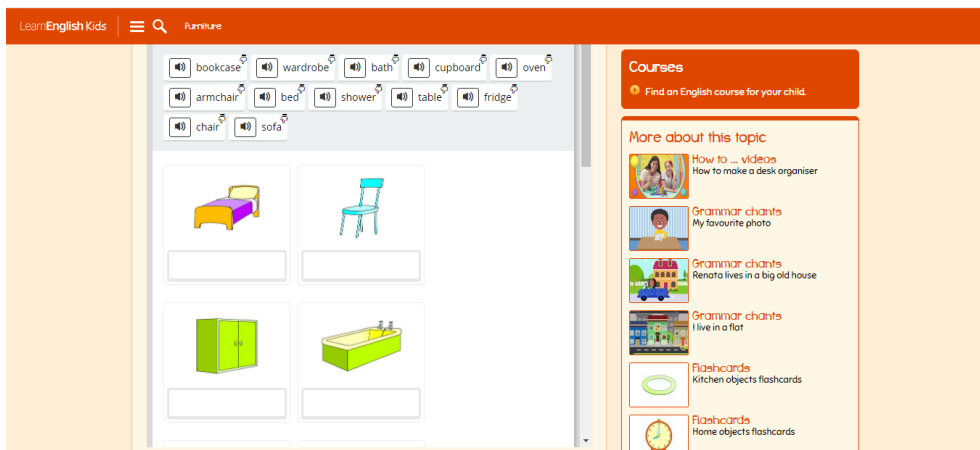 LearnEnglish Kids
Furniture
bookcase wardrobe bath cupboard oven
armchair bed shower table fridge
chair sofa
Courses
Find an English course for your child.
More about this topic
How to ... videos
How to make a desk organiser
Grammar chants
My favourite photo
Grammar chants
Renata lives in a big old house
Grammar chants
I live in a flat
Flashcards
Kitchen objects flashcards
Flashcards
Home objects flashcards